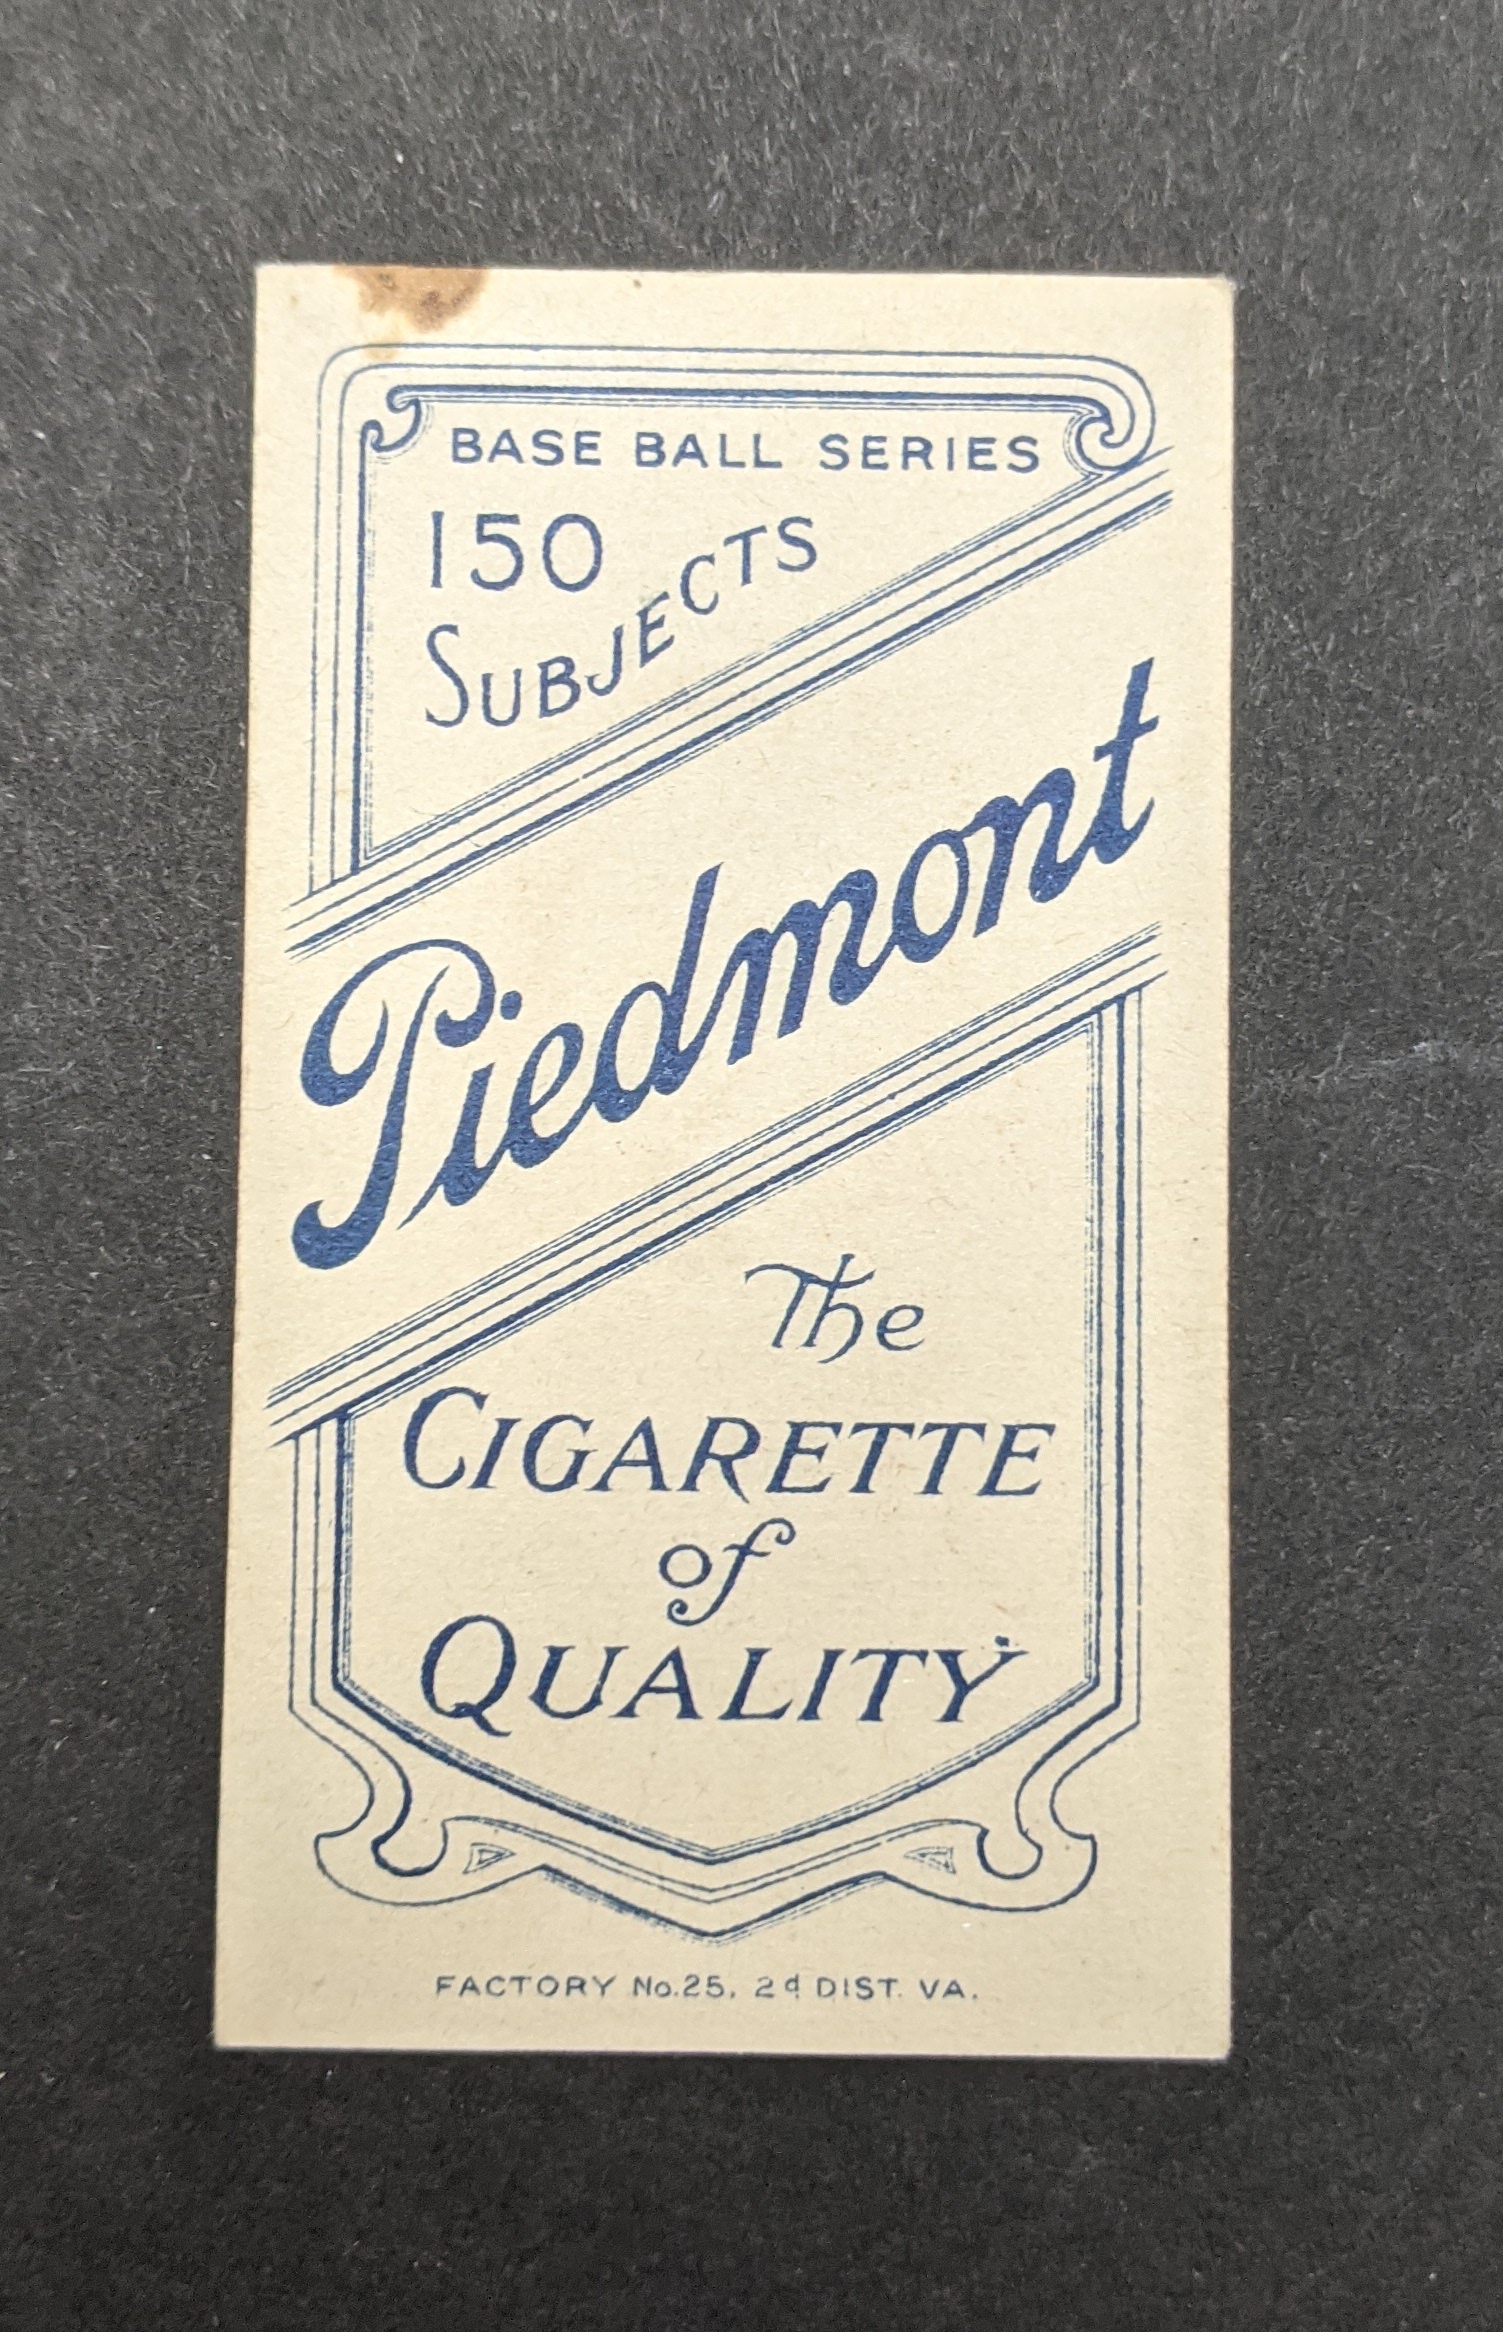 BASE BALL SERIES
150
SUBJECTS
Piedmont
The
CIGARETTE
of
QUALITY
FACTORY No. 25, 2d DIST. VA.